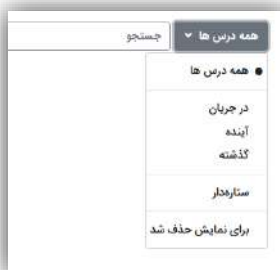 همه درس ها جستجو
همه درس ها
در جریان
آینده
گذشته
ستاره‌دار
برای نمایش حذف شد